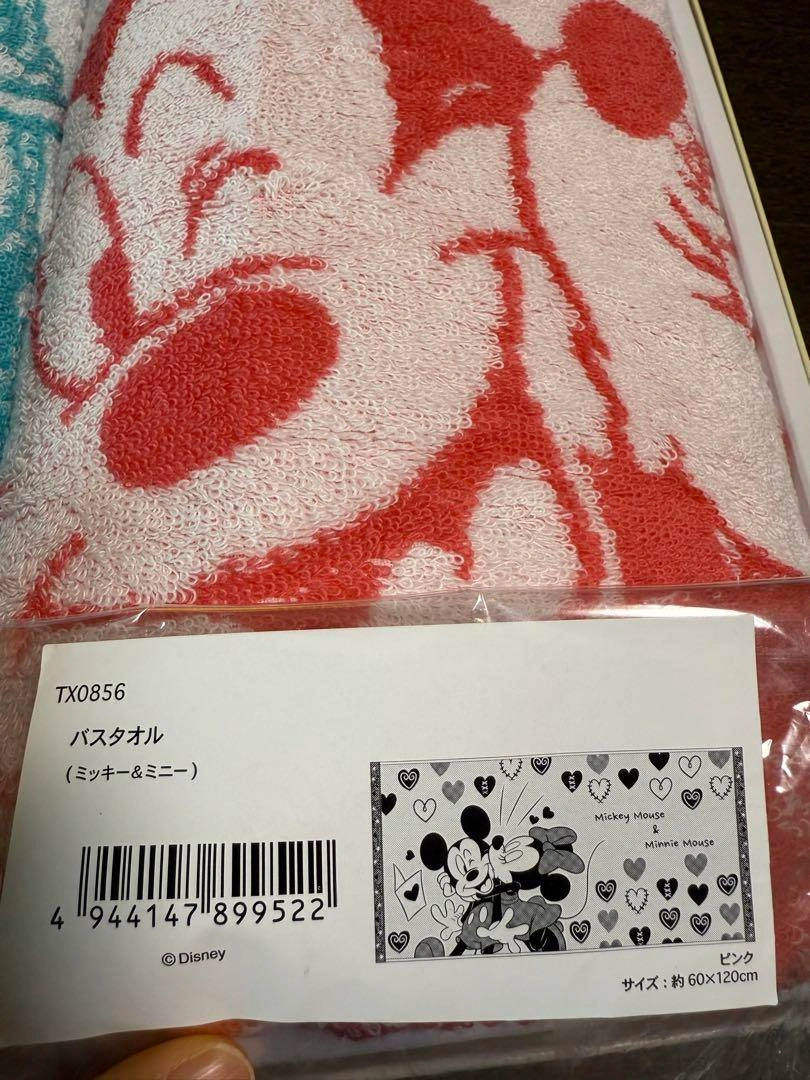 TX0856
バスタオル
(ミッキー&ミニー)
Mickey Mouse
&
Minnie Mouse
4 944147 899522
©Disney
ピンク
サイズ：約 60×120cm